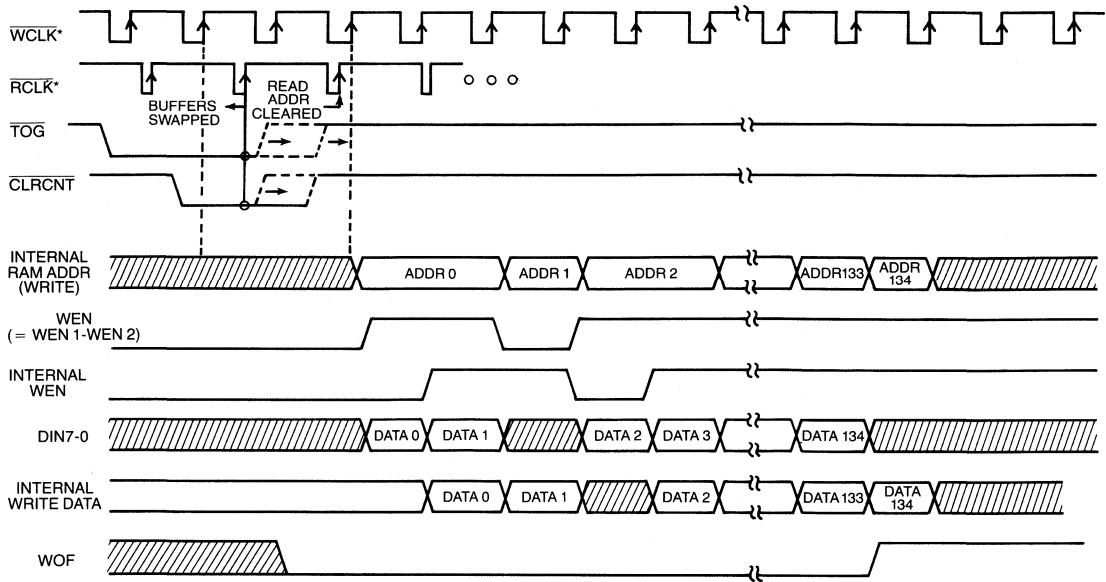 WCLK*
RCLK*
BUFFERS
SWAPPED
READ
ADDR
CLEARED
TOG
CLRCNT
INTERNAL
RAM ADDR
(WRITE)
ADDR 0
ADDR 1
ADDR 2
ADDR133
ADDR
134
WEN
(= WEN 1-WEN 2)
INTERNAL
WEN
DIN7-0
DATA 0
DATA 1
DATA 2
DATA 3
DATA 134
INTERNAL
WRITE DATA
DATA 0
DATA 1
DATA 2
DATA 133
DATA
134
WOF